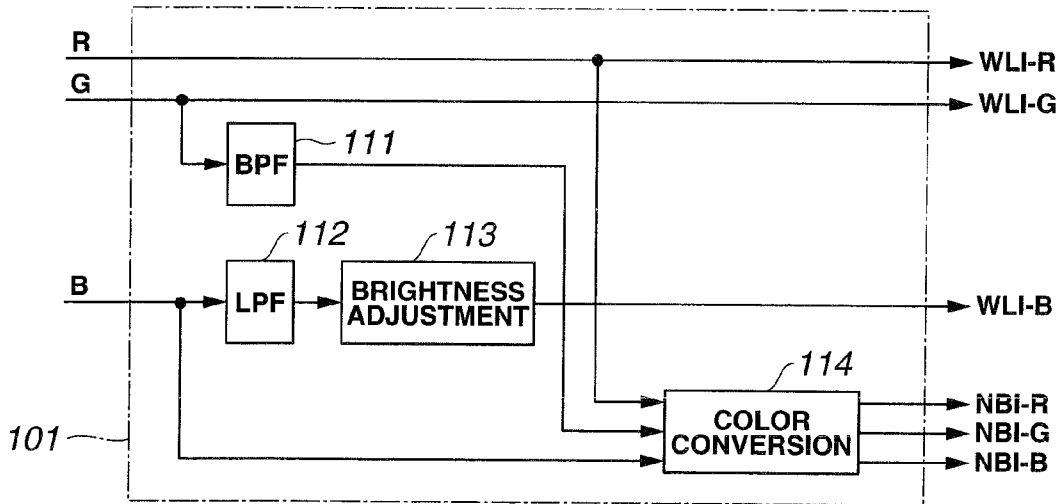 R
WLI-R
G
WLI-G
111
BPF
112
113
B
LPF
BRIGHTNESS
ADJUSTMENT
WLI-B
114
COLOR
CONVERSION
NBI-R
NBI-G
NBI-B
101